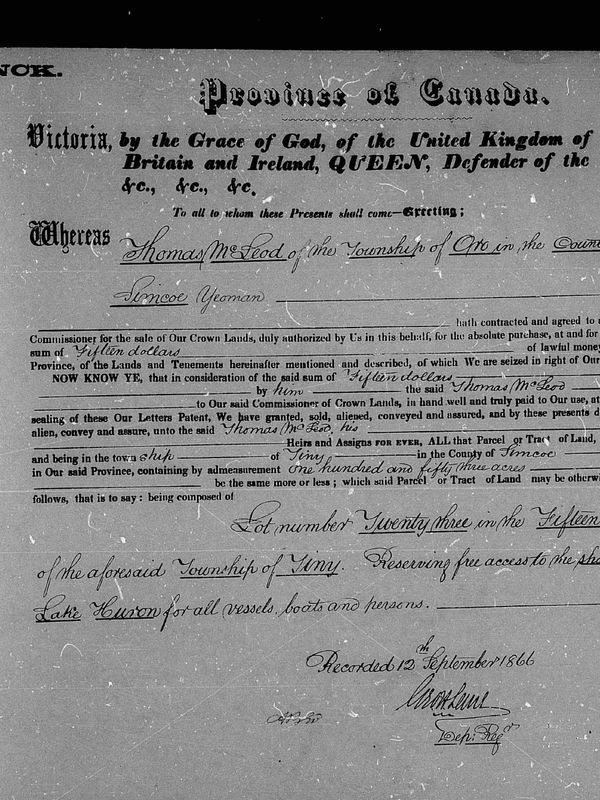 NCK.
Province of Canada.
Victoria, by the Grace of God, of the United Kingdom of
Britain and Ireland, QUEEN, Defender of the
&c., &c., &c.
To all to whom these Presents shall come—Greeting;
Whereas Thomas McLeod of the Township of Oro in the Coun
Simcoe Yeoman
hath contracted and agreed to a
Commissioner for the sale of Our Crown Lands, duly authorized by Us in this behalf, for the absolute purchase, at and for
sum of Fifteen dollars of lawful money
Province, of the Lands and Tenements hereinafter mentioned and described, of which We are seized in right of Our
NOW KNOW YE, that in consideration of the said sum of Fifteen dollars
by him the said Thomas McLeod
to Our said Commissioner of Crown Lands, in hand well and truly paid to Our use, at
sealing of these Our Letters Patent, We have granted, sold, aliened, conveyed and assured, and by these presents d
alien, convey and assure, unto the said Thomas McLeod, his
Heirs and Assigns FOR EVER, ALL that Parcel or Tract of Land,
and being in the town ship of Tiny in the County of Simcoe
in Our said Province, containing by admeasurement one hundred and fifty three acres
be the same more or less; which said Parcel or Tract of Land may be otherwi
follows, that is to say: being composed of
Lot number Twenty three in the Fifteen
of the aforesaid Township of Tiny. Reserving free access to the sho
Lake Huron for all vessels, boats and persons.
Recorded 12th September 1866
Dep: Regr